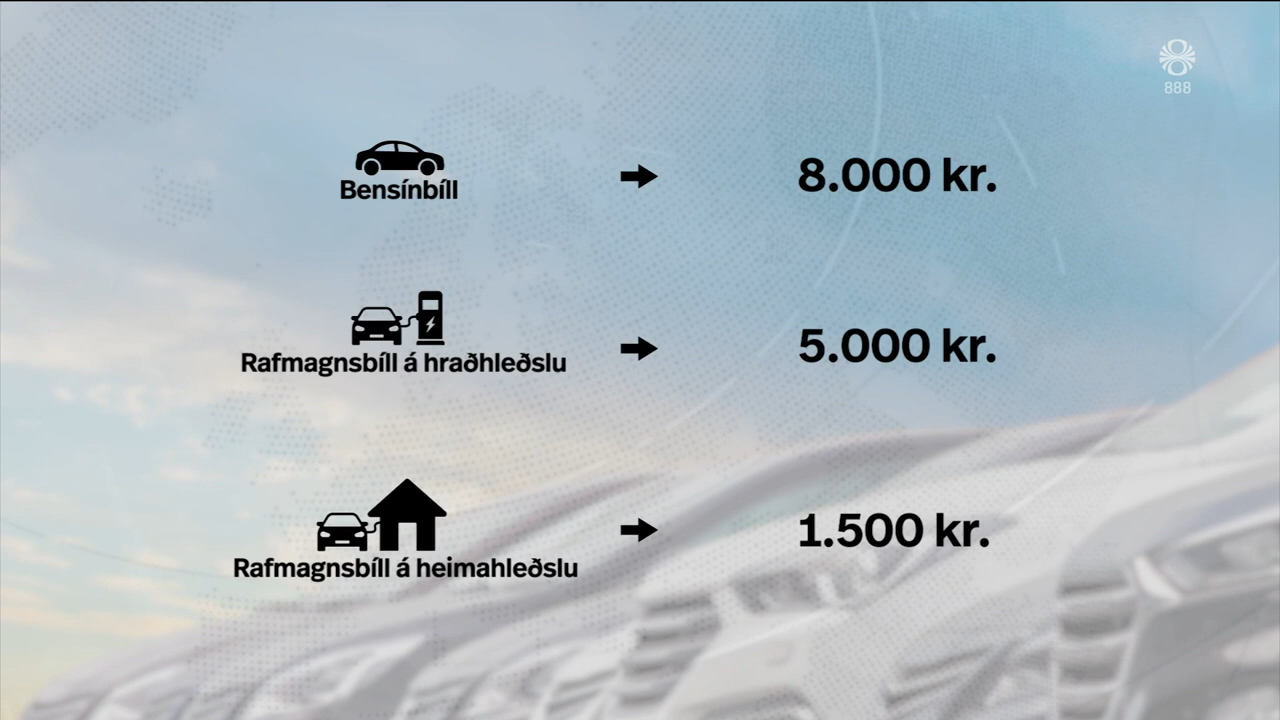 888
Bensínbíll
8.000 kr.
Rafmagnsbíll á hraðhleðslu
5.000 kr.
Rafmagnsbíll á heimahleðslu
1.500 kr.